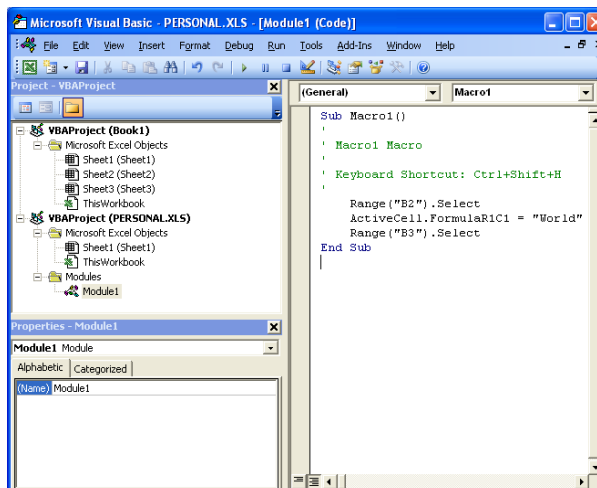 Microsoft Visual Basic - PERSONAL.XLS - [Module1 (Code)]
File Edit View Insert Format Debug Run Tools Add-Ins Window Help
Project - VBAProject
(General) Macro1
VBAProject (Book1)
Microsoft Excel Objects
Sheet1 (Sheet1)
Sheet2 (Sheet2)
Sheet3 (Sheet3)
ThisWorkbook
VBAProject (PERSONAL.XLS)
Microsoft Excel Objects
Sheet1 (Sheet1)
ThisWorkbook
Modules
Module1
Sub Macro1()
'
' Macro1 Macro
'
' Keyboard Shortcut: Ctrl+Shift+H
'
Range("B2").Select
ActiveCell.FormulaR1C1 = "World"
Range("B3").Select
End Sub
Properties - Module1
Module1 Module
Alphabetic Categorized
(Name) Module1